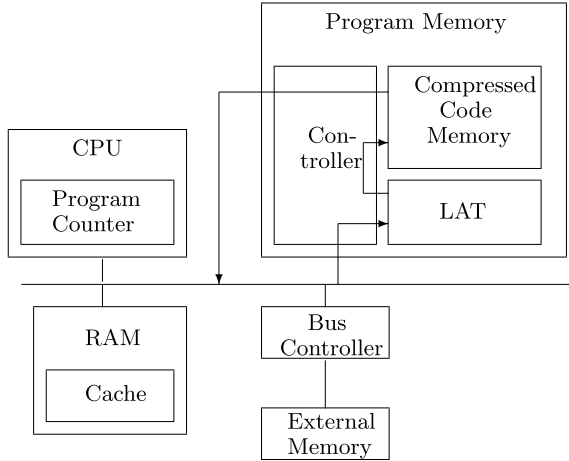 Program Memory
Compressed
Code
Memory
Con-
troller
CPU
Program
Counter
LAT
RAM
Cache
Bus
Controller
External
Memory